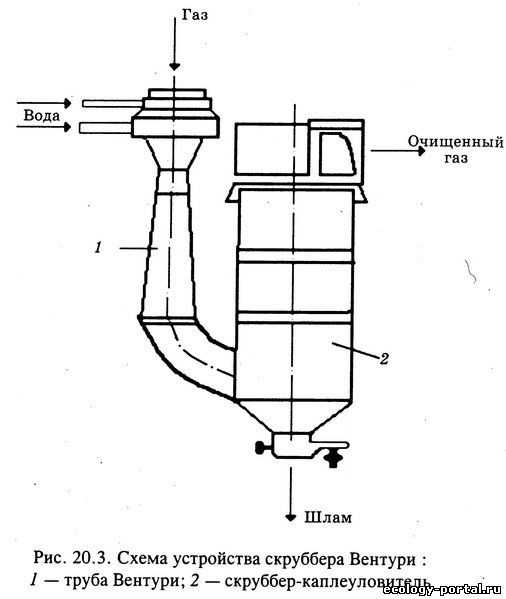 Газ
Вода
Очищенный
газ
1
2
Шлам
Рис. 20.3. Схема устройства скруббера Вентури :
1 — труба Вентури; 2 — скруббер-каплеуловитель
ecology-portal.ru